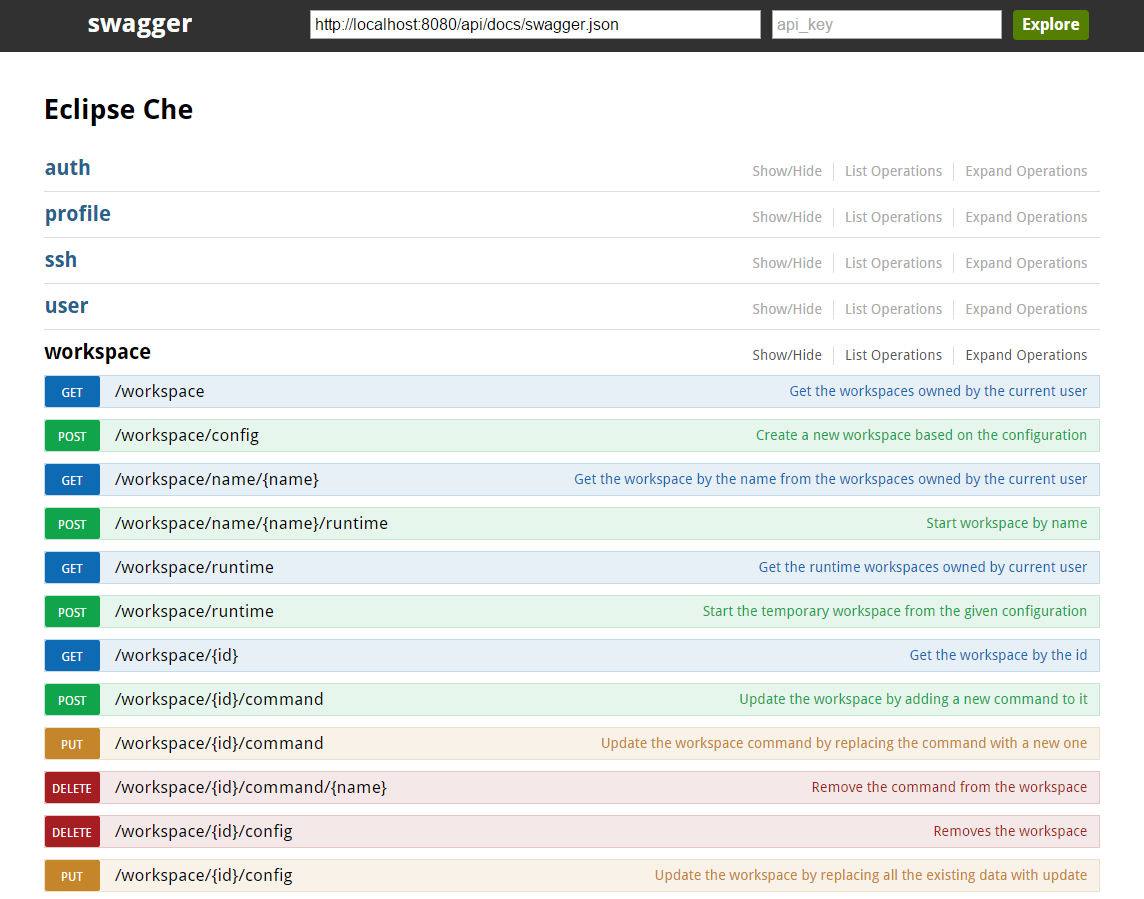 swagger http://localhost:8080/api/docs/swagger.json api_key Explore
Eclipse Che
auth Show/Hide List Operations Expand Operations
profile Show/Hide List Operations Expand Operations
ssh Show/Hide List Operations Expand Operations
user Show/Hide List Operations Expand Operations
workspace Show/Hide List Operations Expand Operations
GET /workspace Get the workspaces owned by the current user
POST /workspace/config Create a new workspace based on the configuration
GET /workspace/name/{name} Get the workspace by the name from the workspaces owned by the current user
POST /workspace/name/{name}/runtime Start workspace by name
GET /workspace/runtime Get the runtime workspaces owned by current user
POST /workspace/runtime Start the temporary workspace from the given configuration
GET /workspace/{id} Get the workspace by the id
POST /workspace/{id}/command Update the workspace by adding a new command to it
PUT /workspace/{id}/command Update the workspace command by replacing the command with a new one
DELETE /workspace/{id}/command/{name} Remove the command from the workspace
DELETE /workspace/{id}/config Removes the workspace
PUT /workspace/{id}/config Update the workspace by replacing all the existing data with update